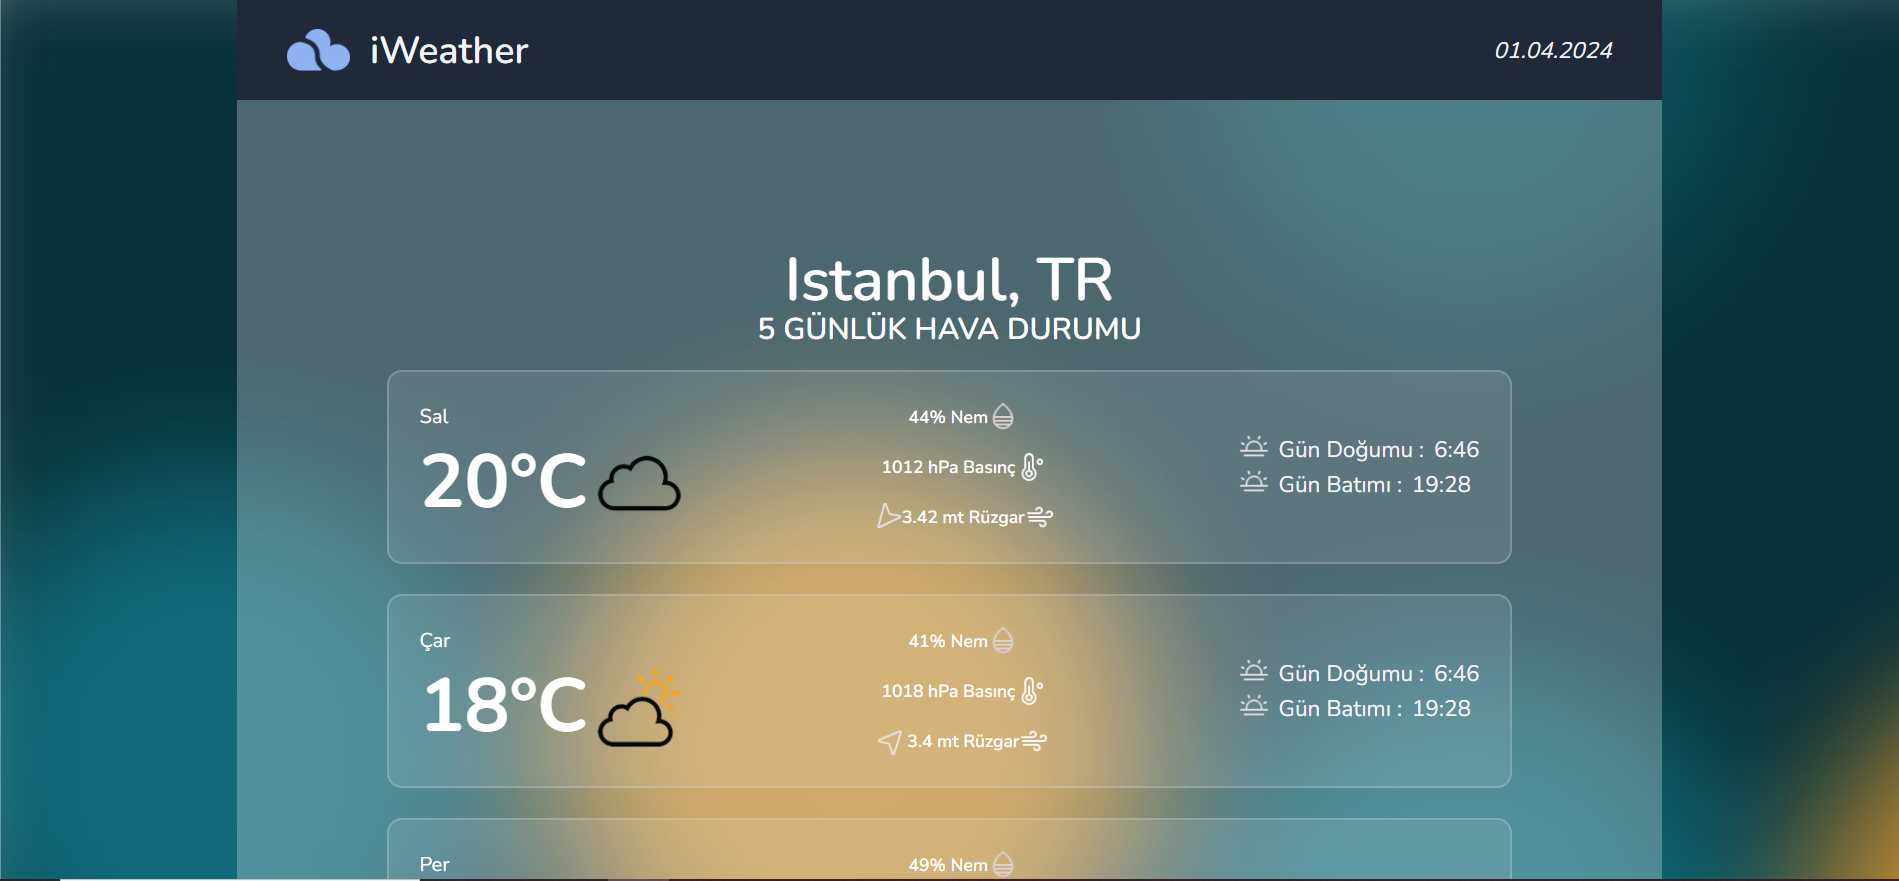 iWeather
01.04.2024
Istanbul, TR
5 GÜNLÜK HAVA DURUMU
Sal
20°C
44% Nem
1012 hPa Basınç
3.42 mt Rüzgar
Gün Doğumu : 6:46
Gün Batımı : 19:28
Çar
18°C
41% Nem
1018 hPa Basınç
3.4 mt Rüzgar
Gün Doğumu : 6:46
Gün Batımı : 19:28
Per
49% Nem